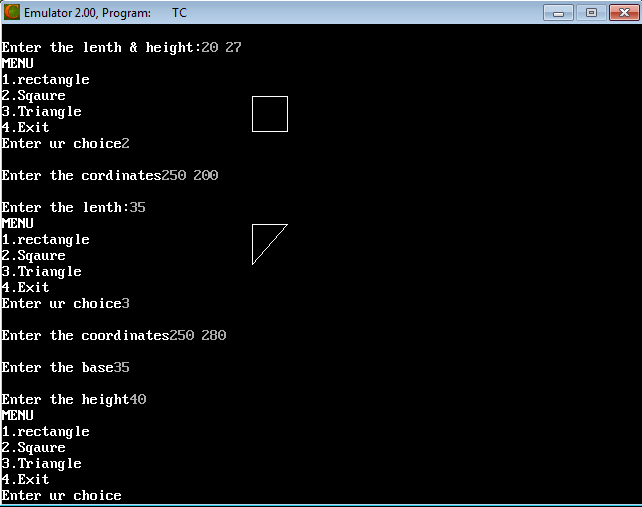 Emulator 2.00, Program: TC
Enter the lenth & height:20 27
MENU
1.rectangle
2.Sqaure
3.Triangle
4.Exit
Enter ur choice2
Enter the cordinates250 200
Enter the lenth:35
MENU
1.rectangle
2.Sqaure
3.Triangle
4.Exit
Enter ur choice3
Enter the coordinates250 280
Enter the base35
Enter the height40
MENU
1.rectangle
2.Sqaure
3.Triangle
4.Exit
Enter ur choice